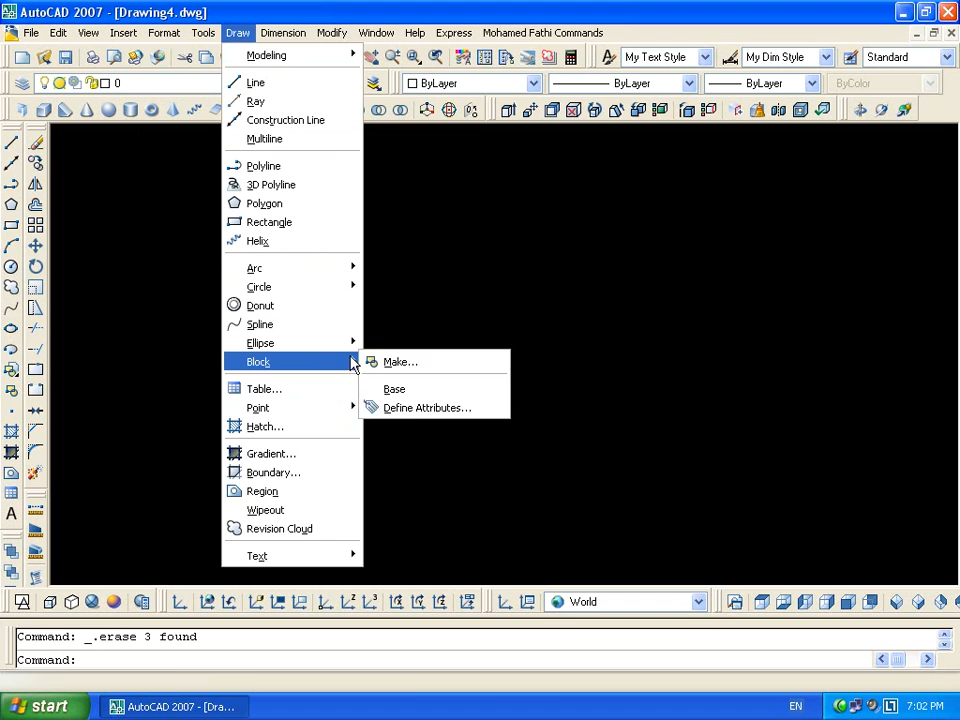 AutoCAD 2007 - [Drawing4.dwg]
File Edit View Insert Format Tools Draw Dimension Modify Window Help Express Mohamed Fathi Commands
My Text Style My Dim Style Standard
0 ByLayer ByLayer ByLayer ByColor
Modeling
Line
Ray
Construction Line
Multiline
Polyline
3D Polyline
Polygon
Rectangle
Helix
Arc
Circle
Donut
Spline
Ellipse
Block
Make...
Base
Define Attributes...
Table...
Point
Hatch...
Gradient...
Boundary...
Region
Wipeout
Revision Cloud
Text
A
World
Command: _.erase 3 found
Command:
start AutoCAD 2007 - [Dra... EN 7:02 PM